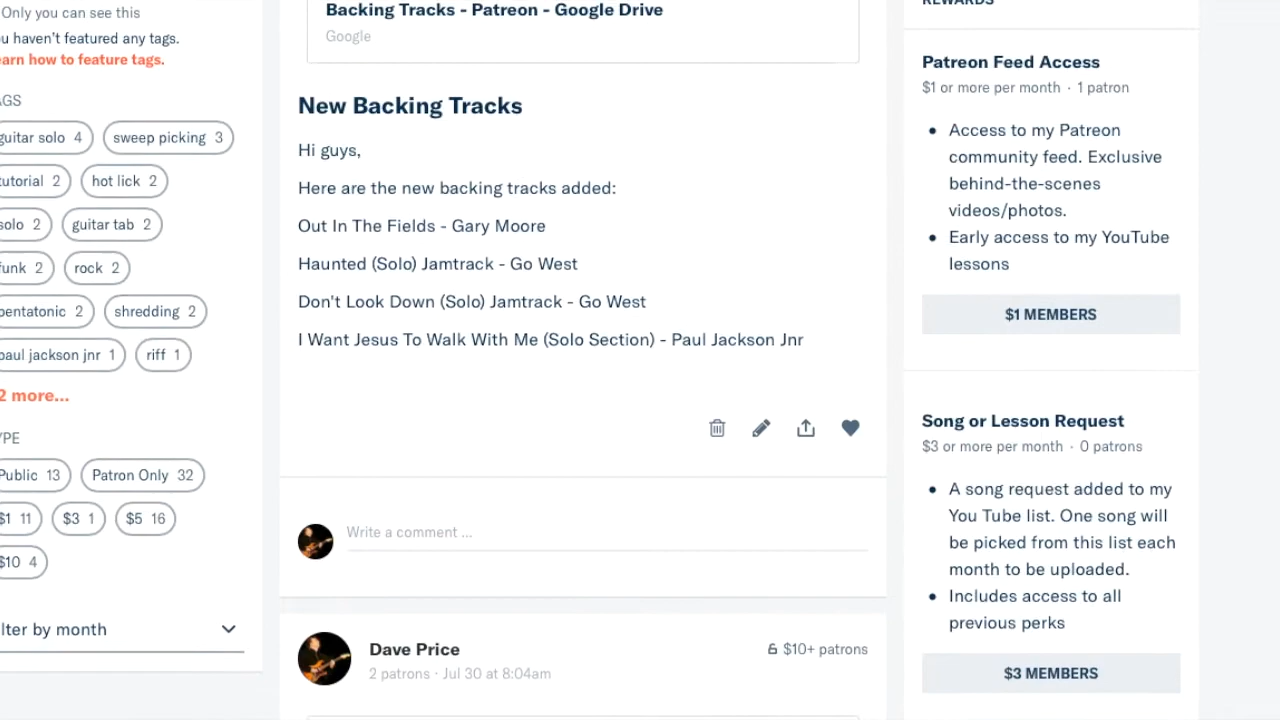 Only you can see this
u haven't featured any tags.
earn how to feature tags.
AGS
guitar solo 4
sweep picking 3
tutorial 2
hot lick 2
solo 2
guitar tab 2
funk 2
rock 2
pentatonic 2
shredding 2
paul jackson jnr 1
riff 1
2 more...
YPE
Public 13
Patron Only 32
$1 11
$3 1
$5 16
$10 4
lter by month
Backing Tracks - Patreon - Google Drive
Google
New Backing Tracks
Hi guys,
Here are the new backing tracks added:
Out In The Fields - Gary Moore
Haunted (Solo) Jamtrack - Go West
Don't Look Down (Solo) Jamtrack - Go West
I Want Jesus To Walk With Me (Solo Section) - Paul Jackson Jnr
Write a comment ...
Dave Price
$10+ patrons
2 patrons · Jul 30 at 8:04am
REWARDS
Patreon Feed Access
$1 or more per month · 1 patron
• Access to my Patreon
community feed. Exclusive
behind-the-scenes
videos/photos.
• Early access to my YouTube
lessons
$1 MEMBERS
Song or Lesson Request
$3 or more per month · 0 patrons
• A song request added to my
You Tube list. One song will
be picked from this list each
month to be uploaded.
• Includes access to all
previous perks
$3 MEMBERS